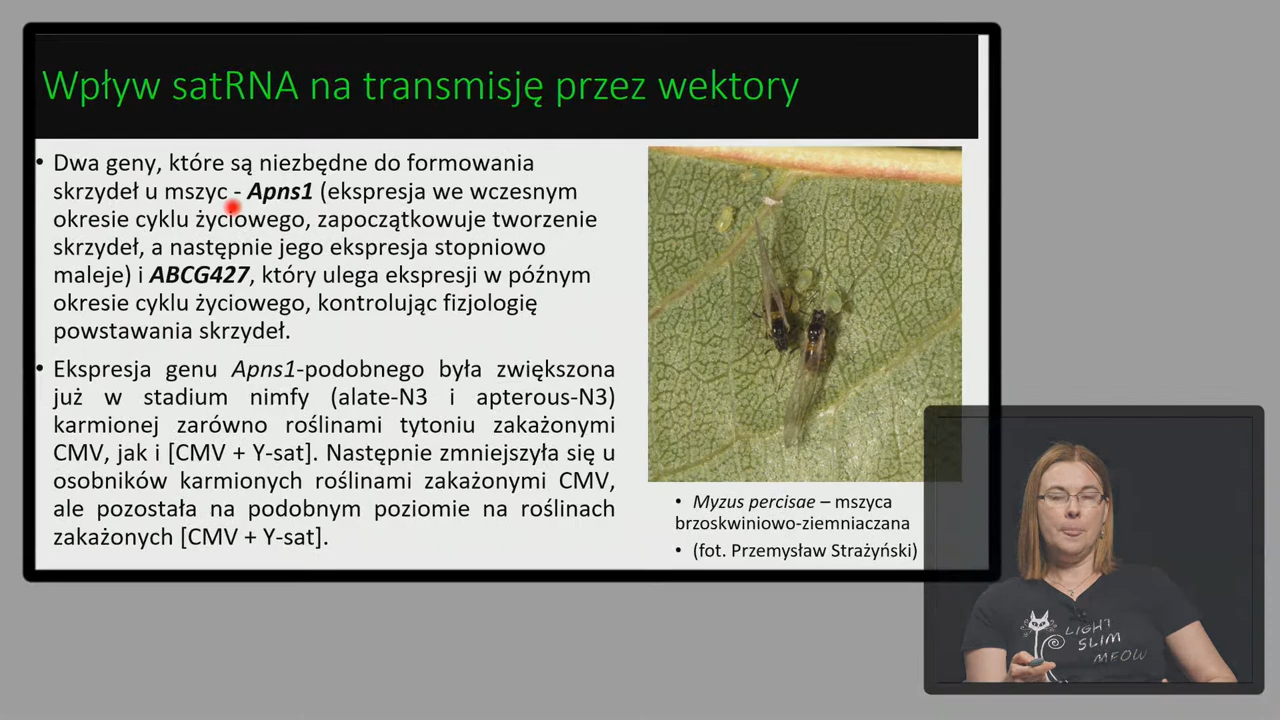 Wpływ satRNA na transmisję przez wektory
• Dwa geny, które są niezbędne do formowania
skrzydeł u mszyc - Apns1 (ekspresja we wczesnym
okresie cyklu życiowego, zapoczątkowuje tworzenie
skrzydeł, a następnie jego ekspresja stopniowo
maleje) i ABCG427, który ulega ekspresji w późnym
okresie cyklu życiowego, kontrolując fizjologię
powstawania skrzydeł.
• Ekspresja genu Apns1-podobnego była zwiększona
już w stadium nimfy (alate-N3 i apterous-N3)
karmionej zarówno roślinami tytoniu zakażonymi
CMV, jak i [CMV + Y-sat]. Następnie zmniejszyła się u
osobników karmionych roślinami zakażonymi CMV,
ale pozostała na podobnym poziomie na roślinach
zakażonych [CMV + Y-sat].
• Myzus percisae – mszyca
brzoskwiniowo-ziemniaczana
• (fot. Przemysław Strażyński)
LIGHT
SLIM
MEOW